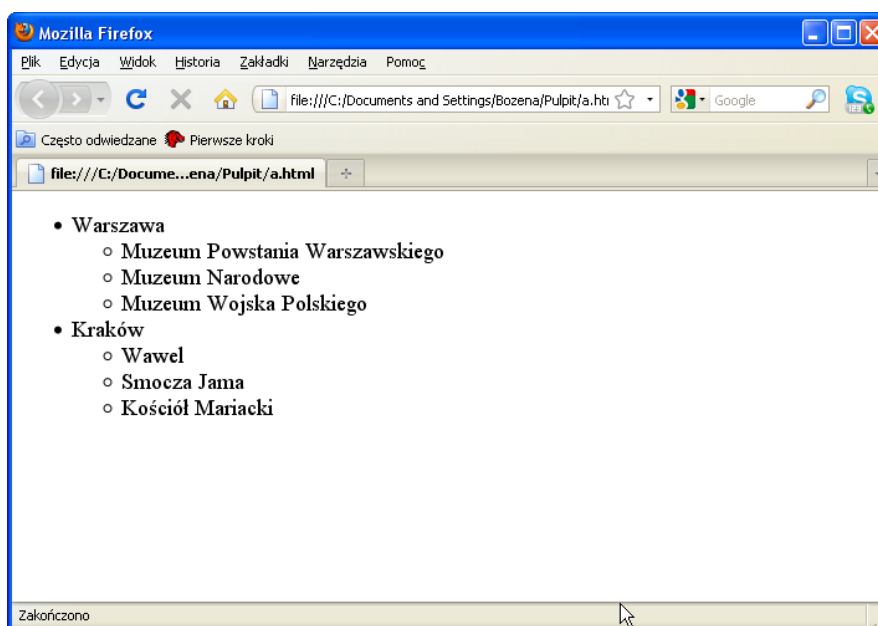 Mozilla Firefox
Plik Edycja Widok Historia Zakładki Narzędzia Pomoc
file:///C:/Documents and Settings/Bozena/Pulpit/a.ht Google
Często odwiedzane Pierwsze kroki
file:///C:/Docume...ena/Pulpit/a.html
Warszawa
Muzeum Powstania Warszawskiego
Muzeum Narodowe
Muzeum Wojska Polskiego
Kraków
Wawel
Smocza Jama
Kościół Mariacki
Zakończono